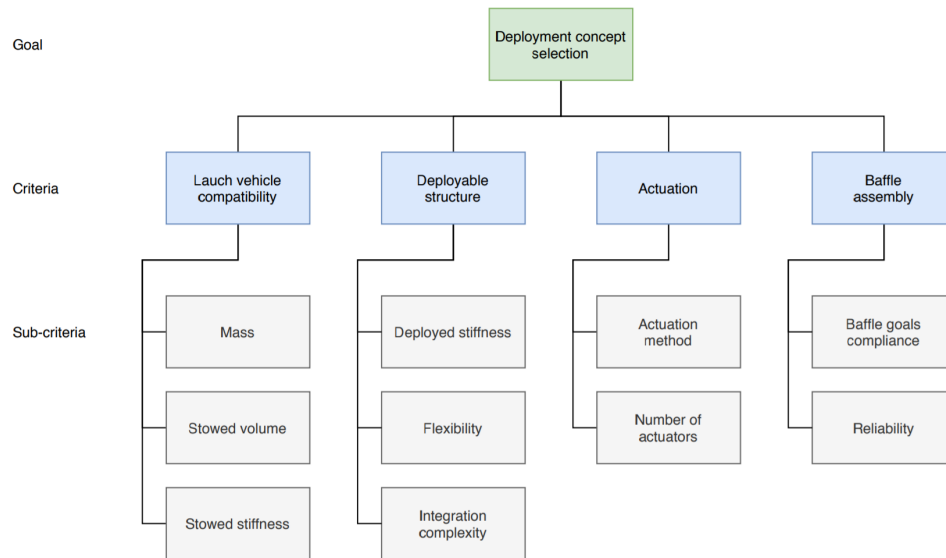 Goal
Deployment concept
selection
Criteria
Lauch vehicle
compatibility
Deployable
structure
Actuation
Baffle
assembly
Sub-criteria
Mass
Deployed stiffness
Actuation
method
Baffle goals
compliance
Stowed volume
Flexibility
Number of
actuators
Reliability
Stowed stiffness
Integration
complexity